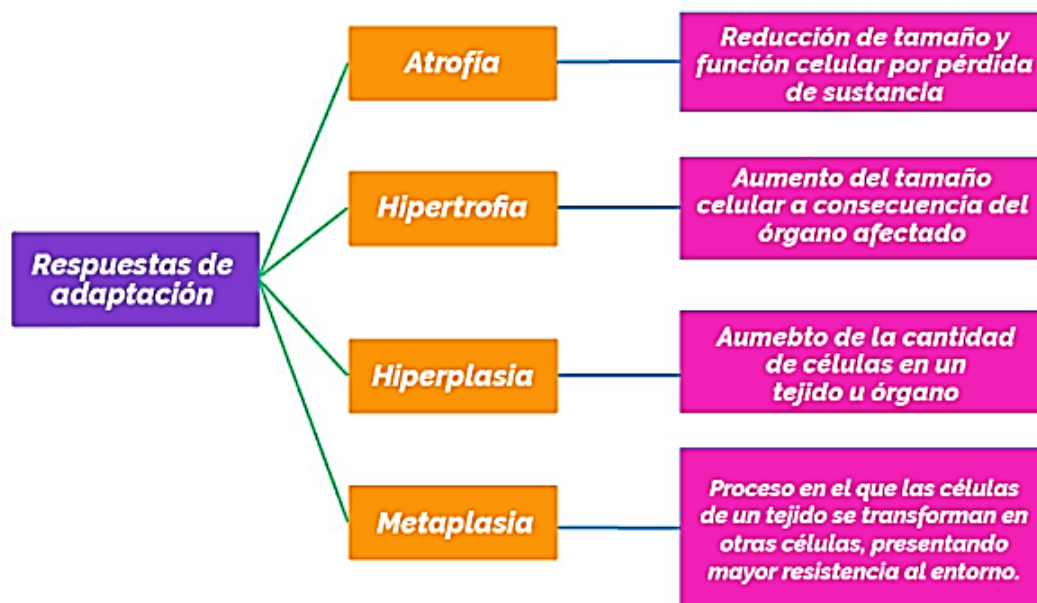 Respuestas de
adaptación
Atrofía
Reducción de tamaño y
función celular por pérdida
de sustancia
Hipertrofia
Aumento del tamaño
celular a consecuencia del
órgano afectado
Hiperplasia
Aumebto de la cantidad
de células en un
tejido u órgano
Metaplasia
Proceso en el que las células
de un tejido se transforman en
otras células, presentando
mayor resistencia al entorno.